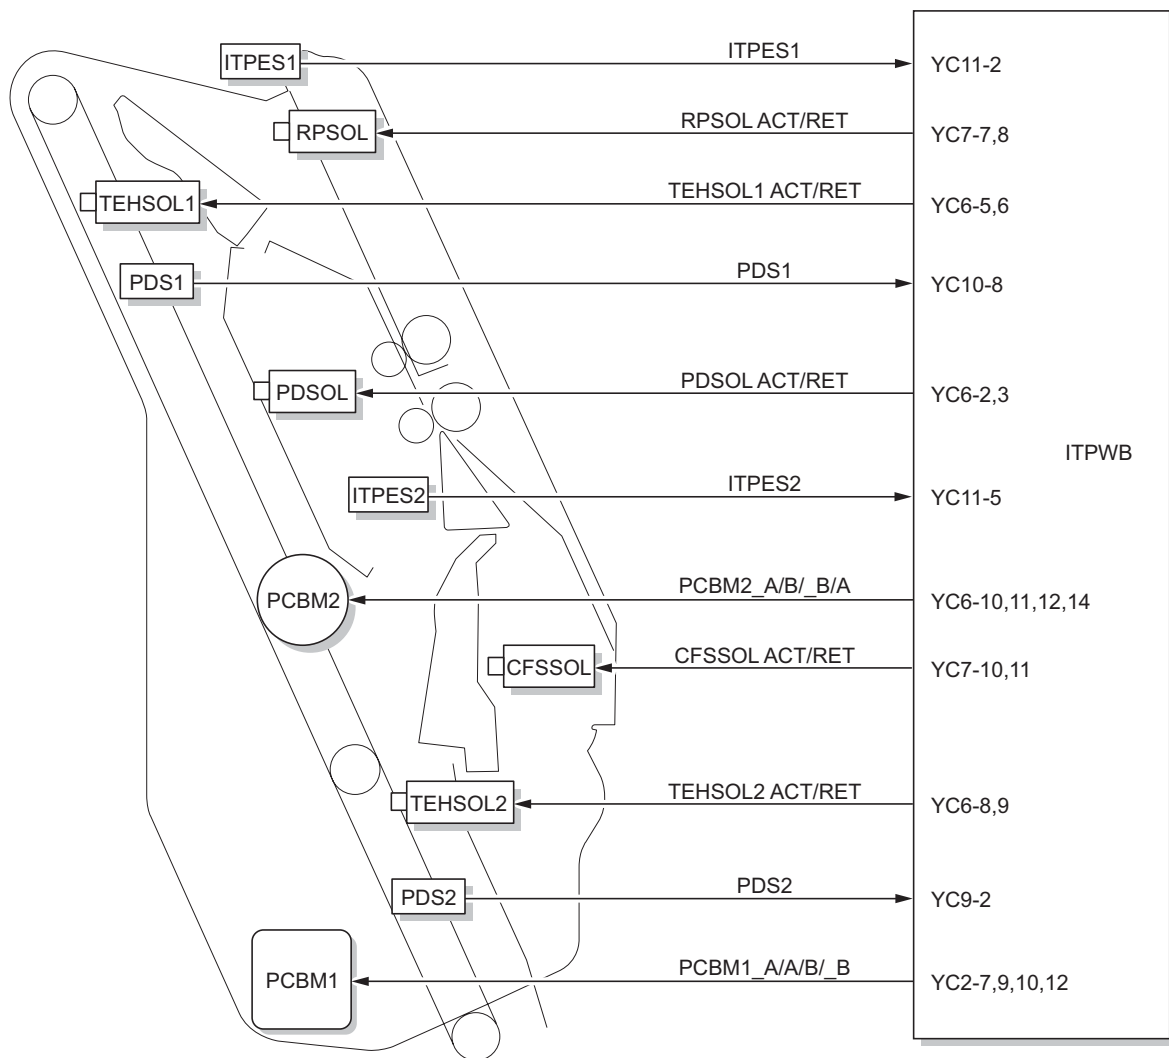 ITPES1 ITPES1 YC11-2
RPSOL RPSOL ACT/RET YC7-7,8
TEHSOL1 TEHSOL1 ACT/RET YC6-5,6
PDS1 PDS1 YC10-8
PDSOL PDSOL ACT/RET YC6-2,3
ITPWB
ITPES2 ITPES2 YC11-5
PCBM2 PCBM2_A/B/_B/A YC6-10,11,12,14
CFSSOL CFSSOL ACT/RET YC7-10,11
TEHSOL2 TEHSOL2 ACT/RET YC6-8,9
PDS2 PDS2 YC9-2
PCBM1 PCBM1_A/A/B/_B YC2-7,9,10,12